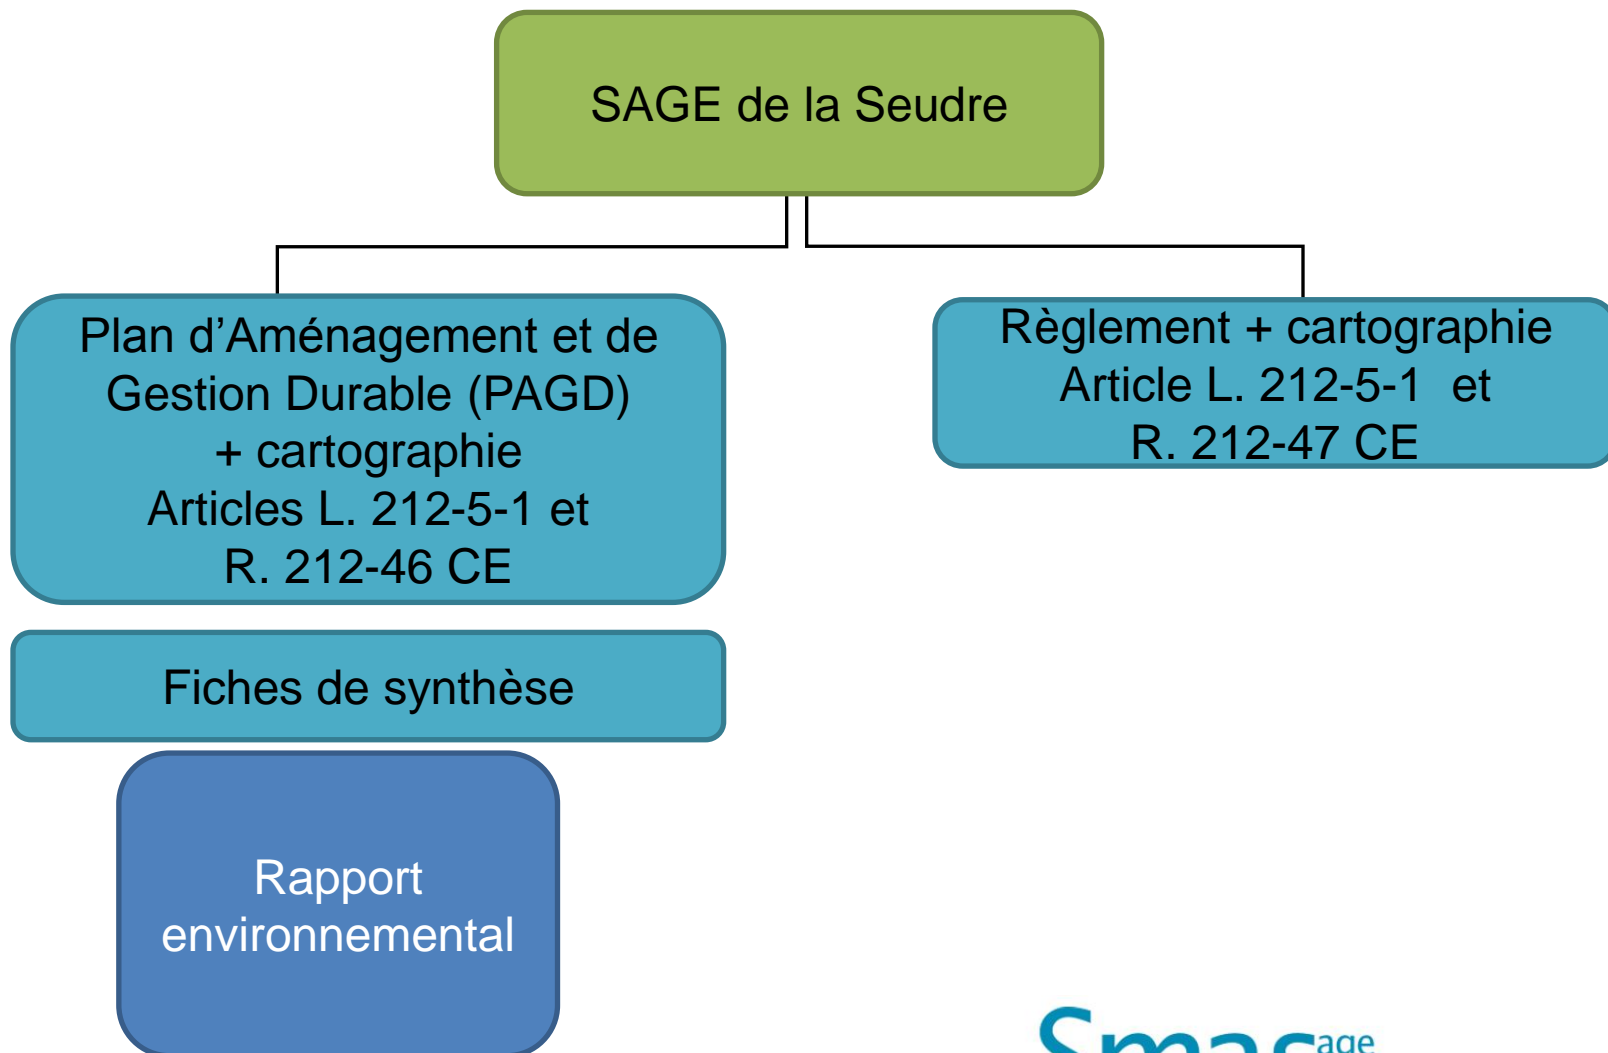 SAGE de la Seudre
Plan d’Aménagement et de
Gestion Durable (PAGD)
+ cartographie
Articles L. 212-5-1 et
R. 212-46 CE
Règlement + cartographie
Article L. 212-5-1 et
R. 212-47 CE
Fiches de synthèse
Rapport
environnemental
age